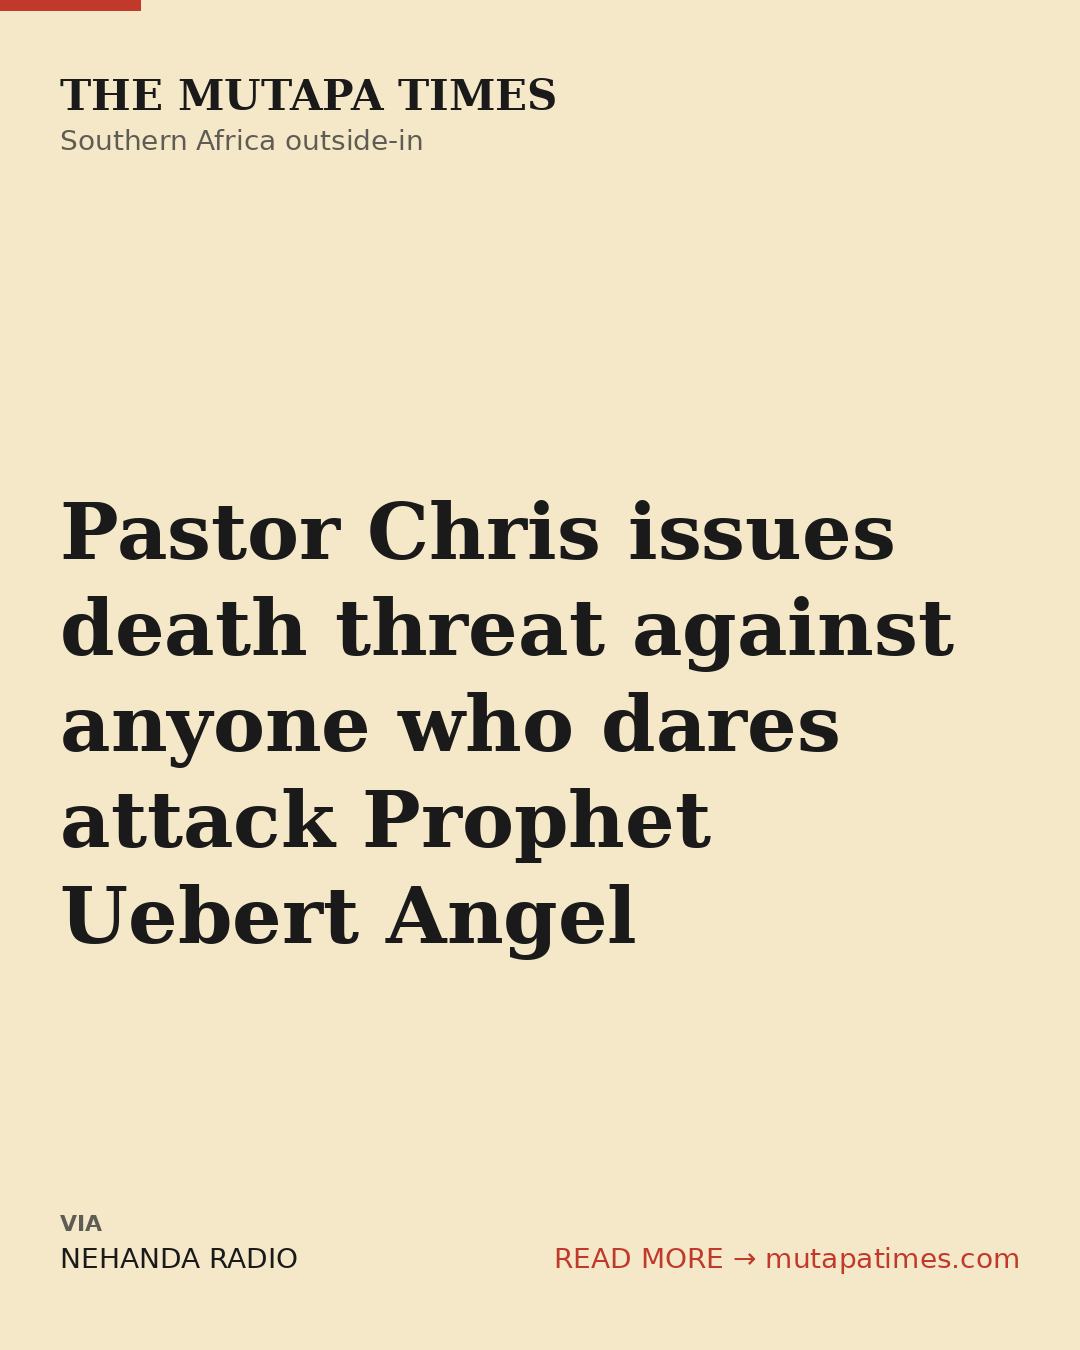 THE MUTAPA TIMES
Southern Africa outside-in
Pastor Chris issues
death threat against
anyone who dares
attack Prophet
Uebert Angel
VIA
NEHANDA RADIO
READ MORE → mutapatimes.com